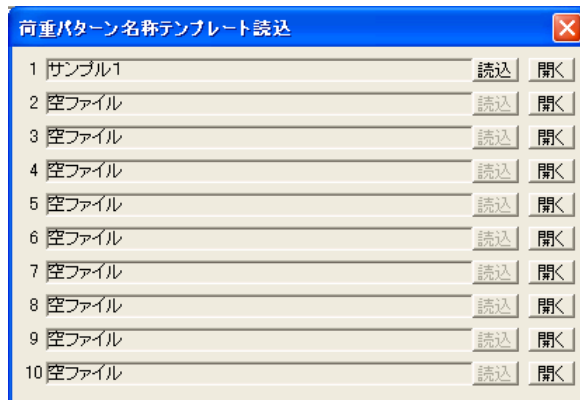 荷重パターン名称テンプレート読込
1 サンプル1 読込 開く
2 空ファイル 読込 開く
3 空ファイル 読込 開く
4 空ファイル 読込 開く
5 空ファイル 読込 開く
6 空ファイル 読込 開く
7 空ファイル 読込 開く
8 空ファイル 読込 開く
9 空ファイル 読込 開く
10 空ファイル 読込 開く